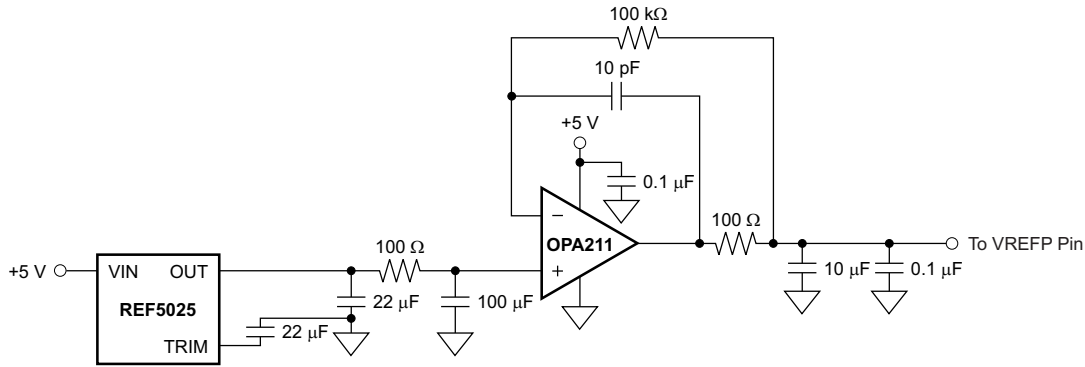 100 kΩ
10 pF
+5 V
0.1 μF
−
OPA211
+
100 Ω
To VREFP Pin
10 μF
0.1 μF
100 Ω
+5 V
VIN
OUT
REF5025
TRIM
22 μF
22 μF
100 μF